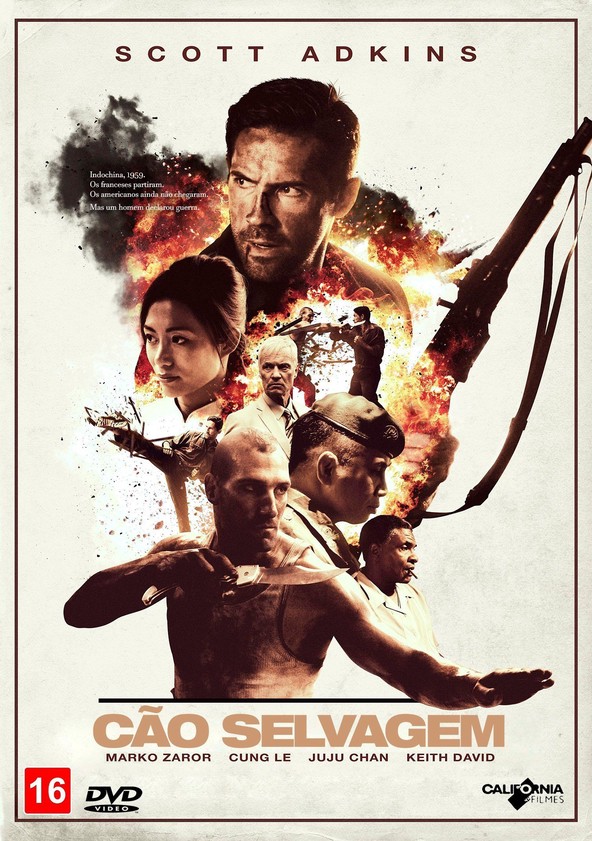 SCOTT ADKINS
Indochina, 1959.
Os franceses partiram.
Os americanos ainda não chegaram.
Mas um homem declarou guerra.
CÃO SELVAGEM
MARKO ZAROR CUNG LE JUJU CHAN KEITH DAVID
16
DVD
VIDEO
CALIFORNIA
FILMES